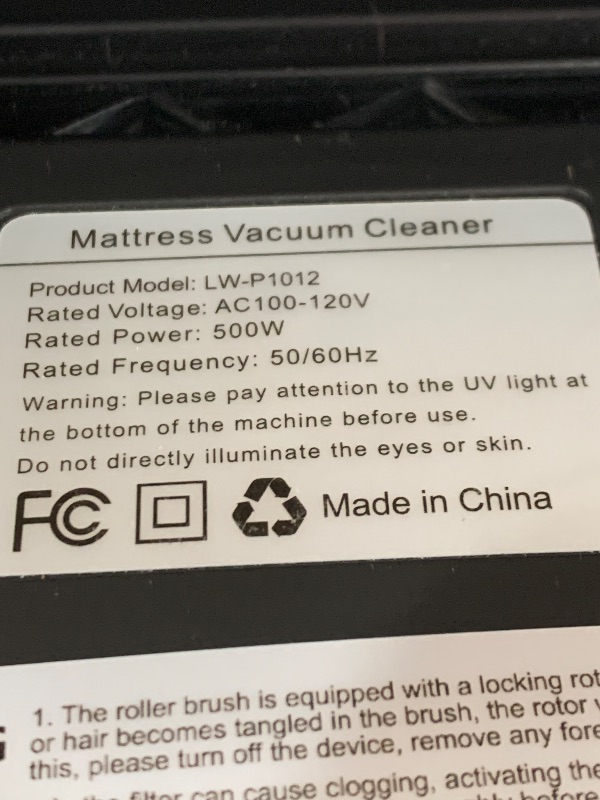 Mattress Vacuum Cleaner
Product Model: LW-P1012
Rated Voltage: AC100-120V
Rated Power: 500W
Rated Frequency: 50/60Hz
Warning: Please pay attention to the UV light at
the bottom of the machine before use.
Do not directly illuminate the eyes or skin.
FC Made in China
1. The roller brush is equipped with a locking
or hair becomes tangled in the brush, the rotor
this, please turn off the device, remove any
filter can cause clogging, activating the
before